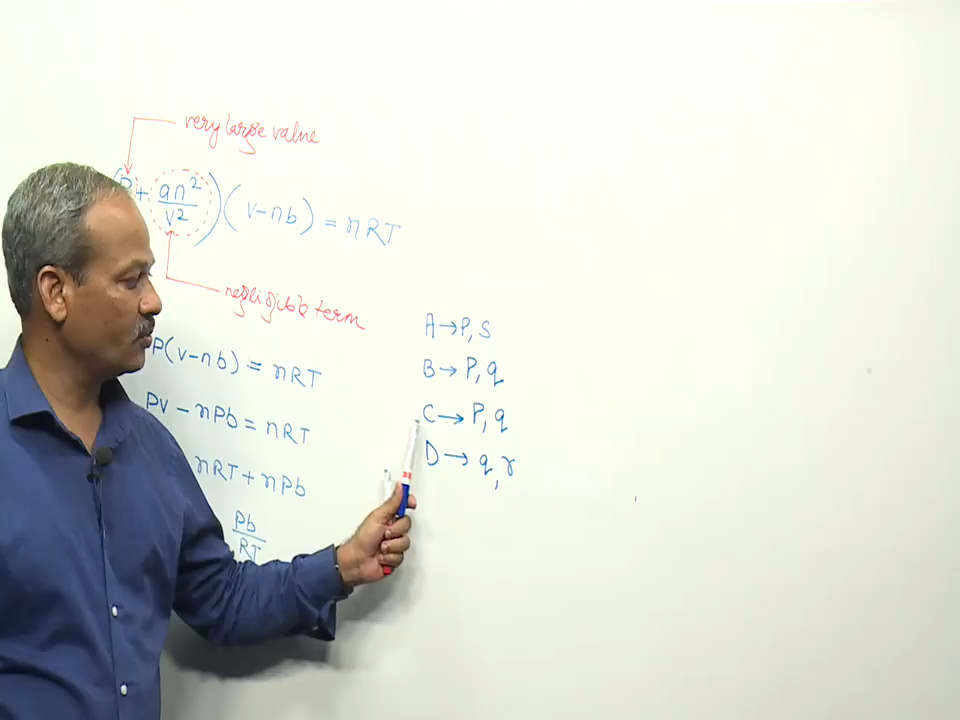 very large value
(P + an²/v²)(v-nb) = nRT
negligible term
P(v-nb) = nRT
A→P, S
Pv - nPb = nRT
B→P, q
nRT + nPb
C→P, q
Pb/RT
D→q, r